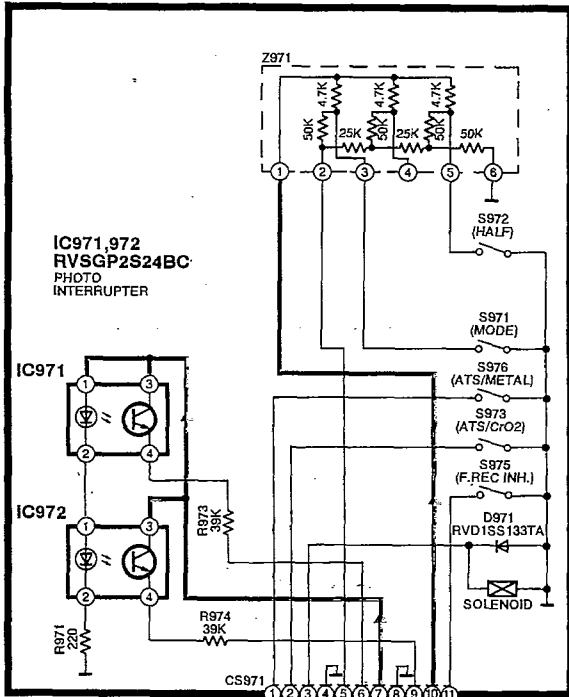 Z971
4.7K
4.7K
4.7K
50K
50K
50K
25K
25K
50K
1 2 3 4 5 6
S972
(HALF)
IC971,972
RVSGP2S24BC
PHOTO
INTERRUPTER
S971
(MODE)
IC971
1 3
2 4
S976
(ATS/METAL)
S973
(ATS/CrO2)
S975
(F.REC INH.)
IC972
1 3
2 4
R973
39K
D971
RVD1SS133TA
SOLENOID
R974
39K
R971
220
CS971
1 2 3 4 5 6 7 8 9 10 11